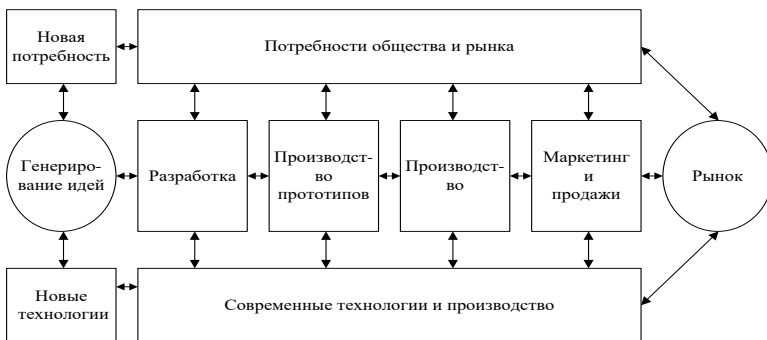 Новая
потребность
Потребности общества и рынка
Генериро-
вание идей
Разработка
Производст-
во
прототипов
Производст-
во
Маркетинг
и
продажи
Рынок
Новые
технологии
Современные технологии и производство